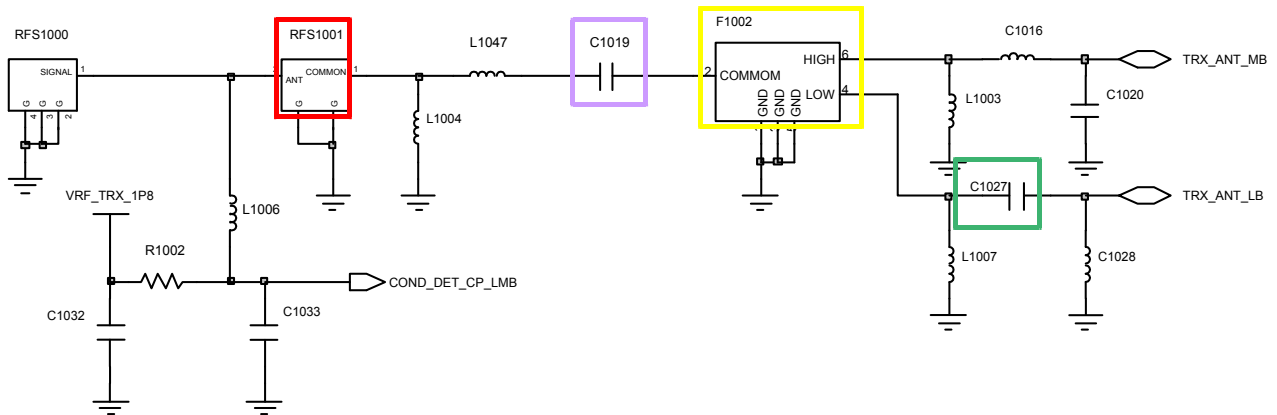 RFS1000
SIGNAL
1
G
G
G
4
3
2
RFS1001
ANT
COMMON
1
G
G
L1047
C1019
L1004
F1002
2
COMMOM
HIGH
6
LOW
4
GND
GND
GND
C1016
TRX_ANT_MB
L1003
C1020
C1027
TRX_ANT_LB
L1007
C1028
VRF_TRX_1P8
L1006
R1002
COND_DET_CP_LMB
C1032
C1033